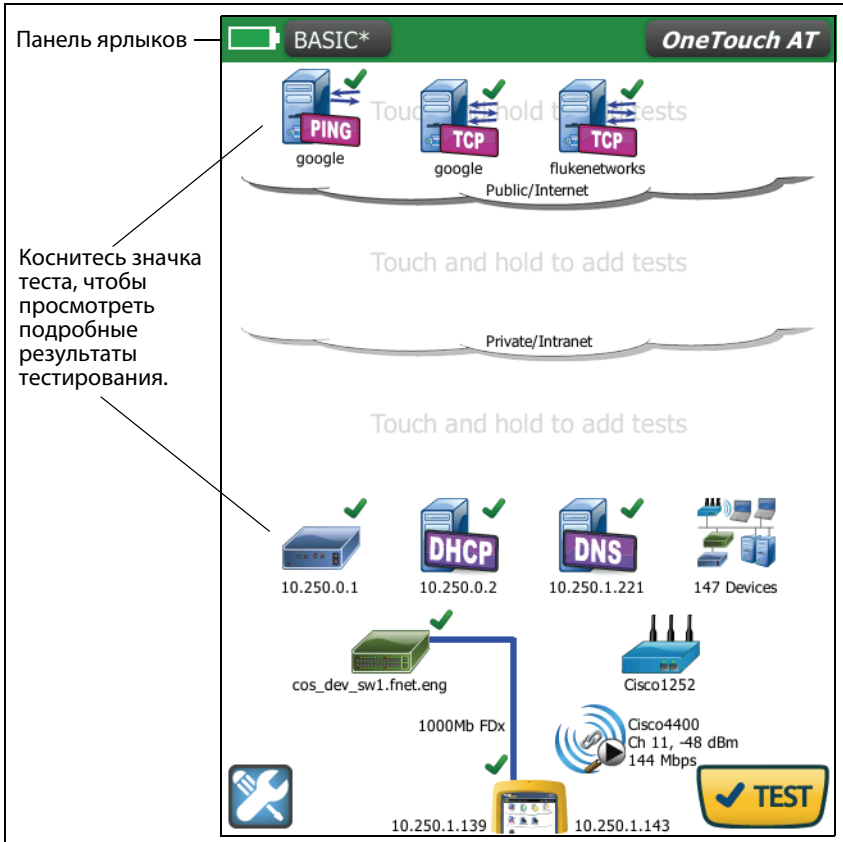 Панель ярлыков
BASIC*
OneTouch AT
Touch and hold to add tests
PING
TCP
TCP
google
google
flukenetworks
Public/Internet
Коснитесь значка
теста, чтобы
просмотреть
подробные
результаты
тестирования.
Touch and hold to add tests
Private/Intranet
Touch and hold to add tests
DHCP
DNS
10.250.0.1
10.250.0.2
10.250.1.221
147 Devices
cos_dev_sw1.fnet.eng
Cisco1252
1000Mb FDx
Cisco4400
Ch 11, -48 dBm
144 Mbps
TEST
10.250.1.139
10.250.1.143